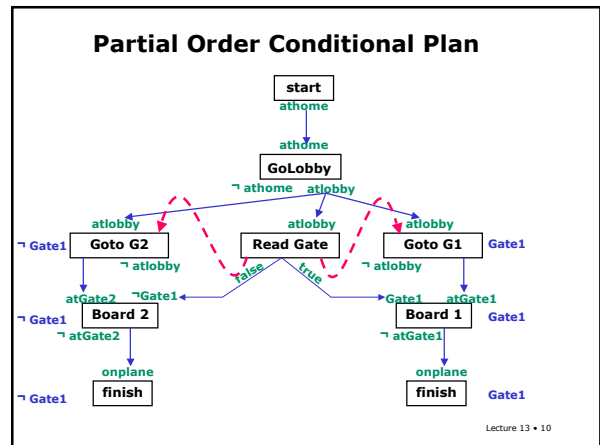 Partial Order Conditional Plan
start
athome
athome
GoLobby
¬ athome atlobby
atlobby atlobby atlobby
¬ Gate1 Goto G2 Read Gate Goto G1 Gate1
¬ atlobby false true ¬ atlobby
atGate2 ¬Gate1 Gate1 atGate1
¬ Gate1 Board 2 Board 1 Gate1
¬ atGate2 ¬ atGate1
onplane onplane
¬ Gate1 finish finish Gate1
Lecture 13 • 10